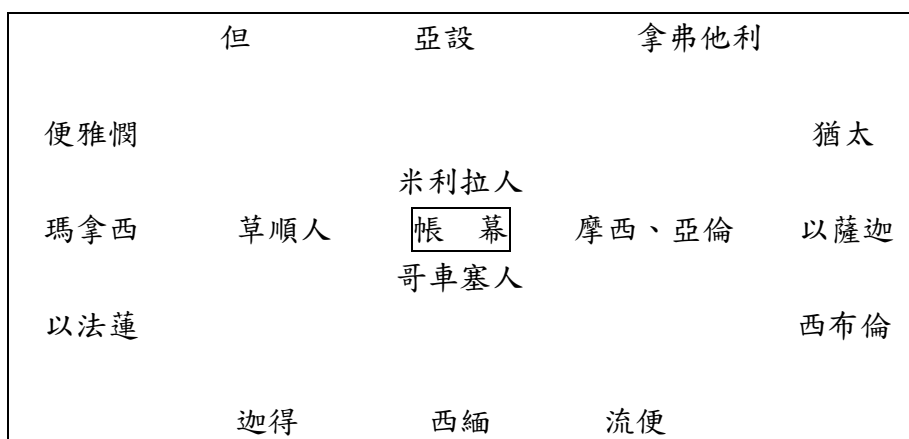 但 亞設 拿弗他利
便雅憫 猶太
米利拉人
瑪拿西 草順人 帳 幕 摩西、亞倫 以薩迦
哥車塞人
以法蓮 西布倫
迦得 西緬 流便